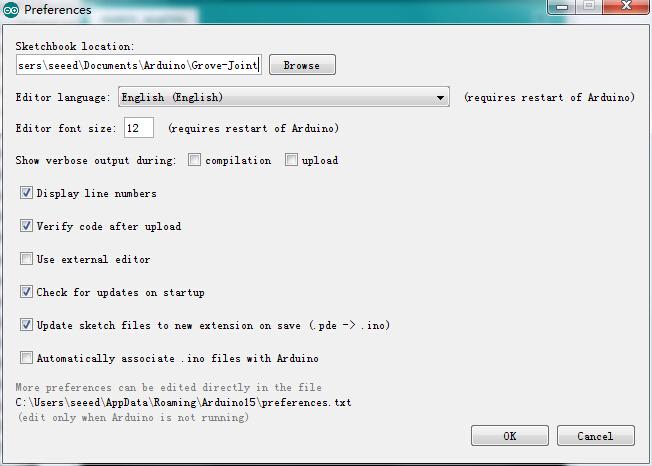 Preferences
Sketchbook location:
sers\seeed\Documents\Arduino\Grove-Joint Browse
Editor language: English (English) (requires restart of Arduino)
Editor font size: 12 (requires restart of Arduino)
Show verbose output during: compilation upload
Display line numbers
Verify code after upload
Use external editor
Check for updates on startup
Update sketch files to new extension on save (.pde -> .ino)
Automatically associate .ino files with Arduino
More preferences can be edited directly in the file
C:\Users\seeed\AppData\Roaming\Arduino15\preferences.txt
(edit only when Arduino is not running)
OK Cancel